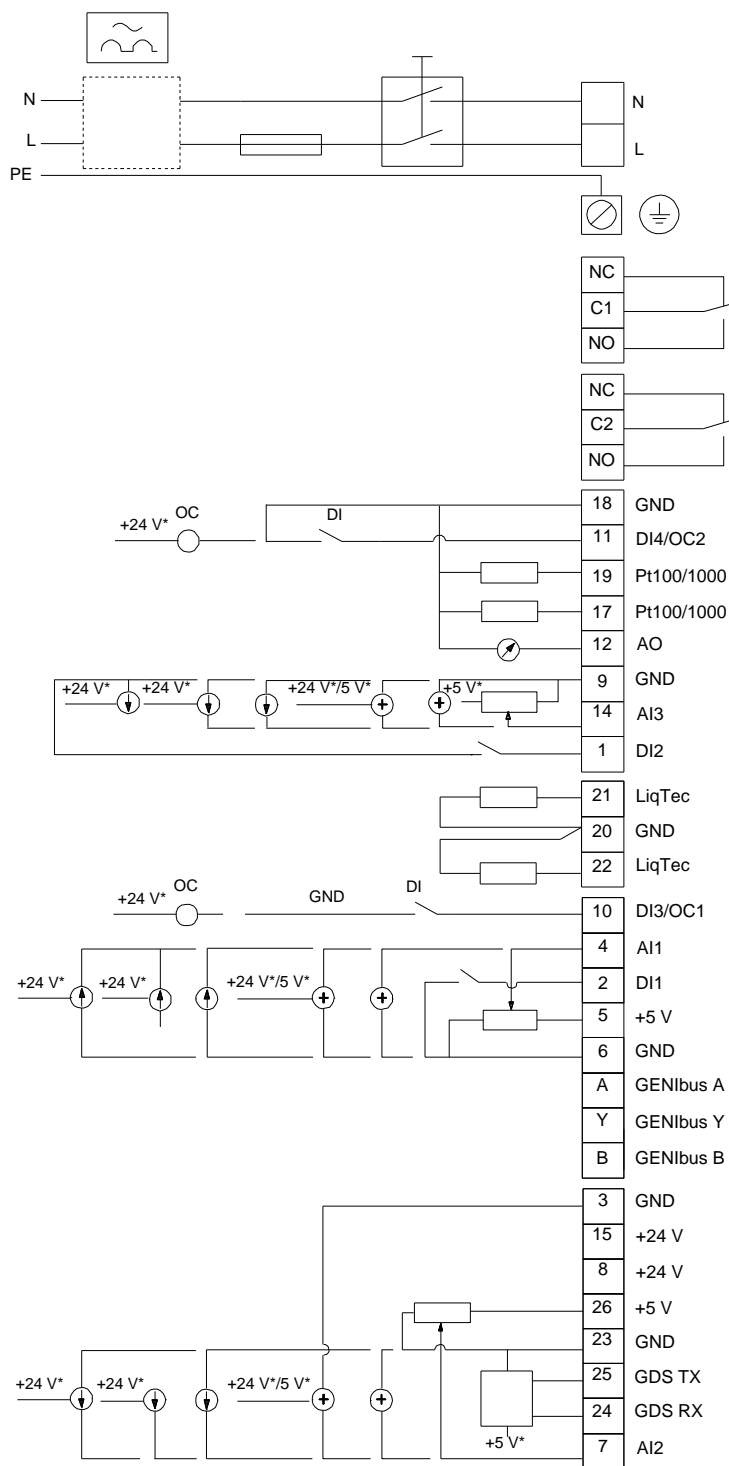 N N
L L
PE
NC
C1
NO
NC
C2
NO
18 GND
+24 V* OC DI 11 DI4/OC2
19 Pt100/1000
17 Pt100/1000
12 AO
9 GND
+24 V* +24 V* +24 V*/5 V* +5 V*
14 AI3
1 DI2
21 LiqTec
20 GND
22 LiqTec
+24 V* OC GND DI 10 DI3/OC1
4 AI1
+24 V* +24 V* +24 V*/5 V* 2 DI1
5 +5 V
6 GND
A GENIbus A
Y GENIbus Y
B GENIbus B
3 GND
15 +24 V
8 +24 V
26 +5 V
23 GND
25 GDS TX
+24 V* +24 V* +24 V*/5 V*
24 GDS RX
+5 V*
7 AI2